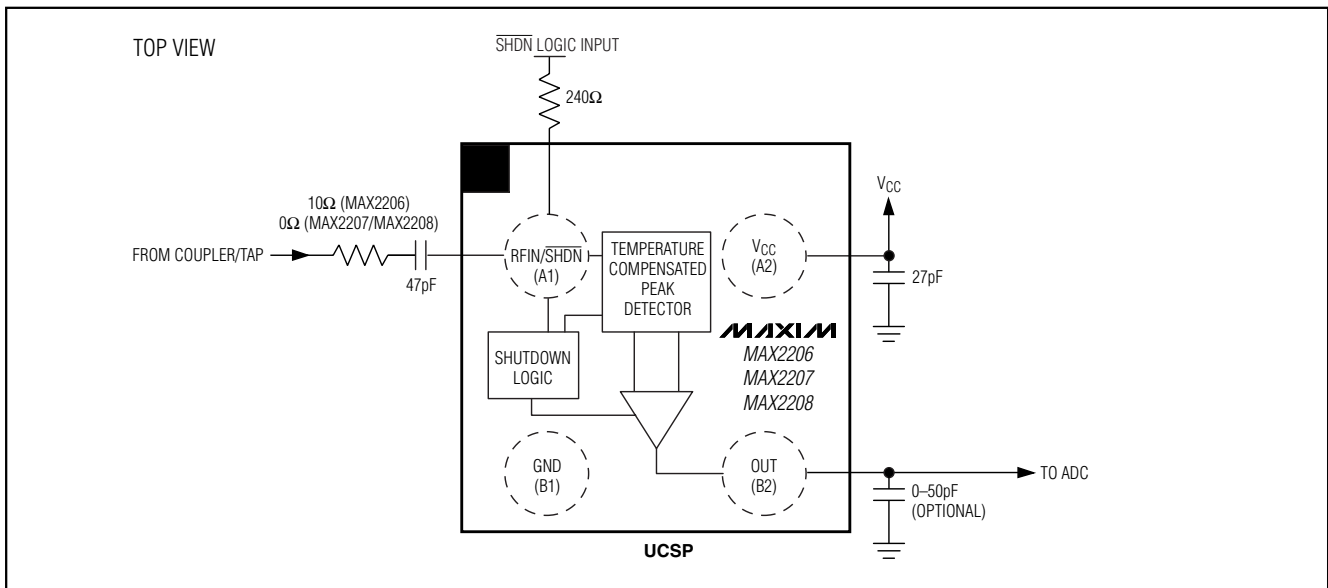 TOP VIEW
SHDN LOGIC INPUT
240Ω
10Ω (MAX2206)
0Ω (MAX2207/MAX2208)
FROM COUPLER/TAP
47pF
RFIN/SHDN
(A1)
TEMPERATURE
COMPENSATED
PEAK
DETECTOR
VCC
(A2)
VCC
27pF
SHUTDOWN
LOGIC
MAXIM
MAX2206
MAX2207
MAX2208
GND
(B1)
OUT
(B2)
TO ADC
0–50pF
(OPTIONAL)
UCSP